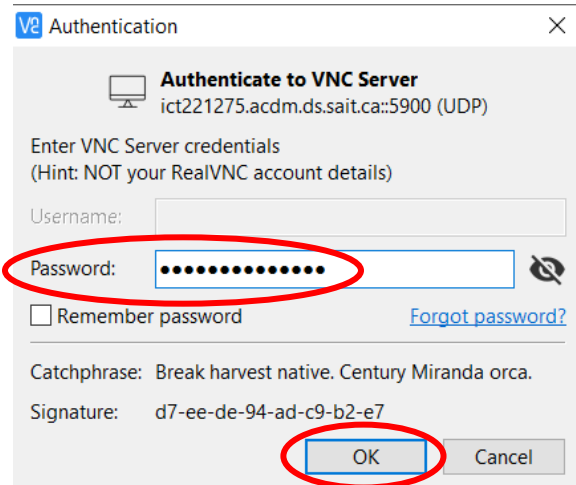 V2 Authentication
Authenticate to VNC Server
ict221275.acdm.ds.sait.ca::5900 (UDP)
Enter VNC Server credentials
(Hint: NOT your RealVNC account details)
Username:
Password: ••••••••••••••
Remember password Forgot password?
Catchphrase: Break harvest native. Century Miranda orca.
Signature: d7-ee-de-94-ad-c9-b2-e7
OK Cancel